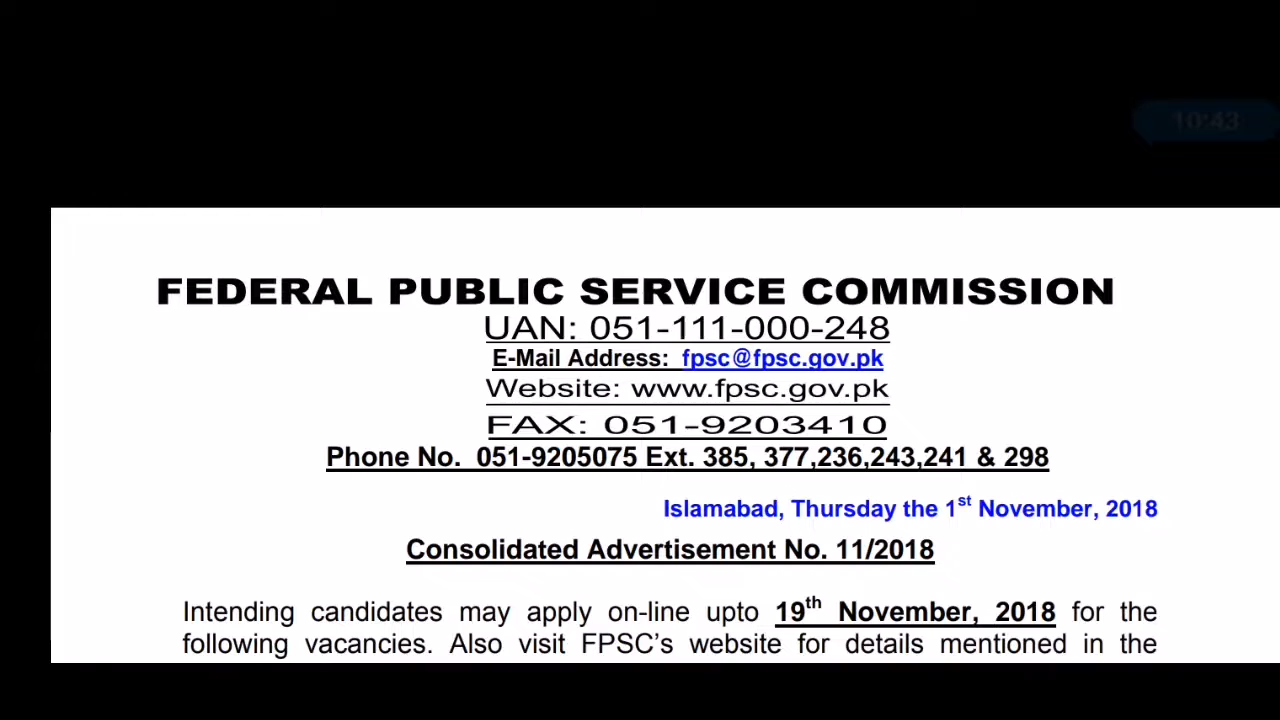 10:43
FEDERAL PUBLIC SERVICE COMMISSION
UAN: 051-111-000-248
E-Mail Address: fpsc@fpsc.gov.pk
Website: www.fpsc.gov.pk
FAX: 051-9203410
Phone No. 051-9205075 Ext. 385, 377,236,243,241 & 298
Islamabad, Thursday the 1st November, 2018
Consolidated Advertisement No. 11/2018
Intending candidates may apply on-line upto 19th November, 2018 for the
following vacancies. Also visit FPSC's website for details mentioned in the